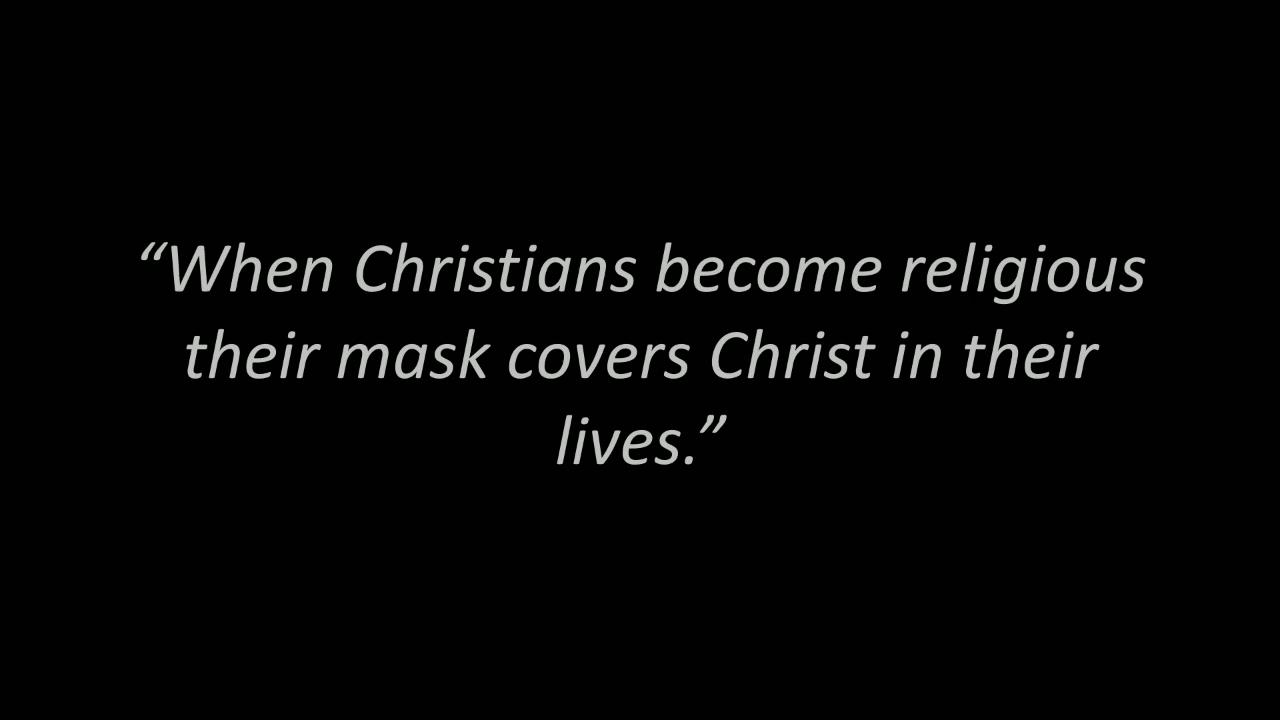 “When Christians become religious
their mask covers Christ in their
lives.”